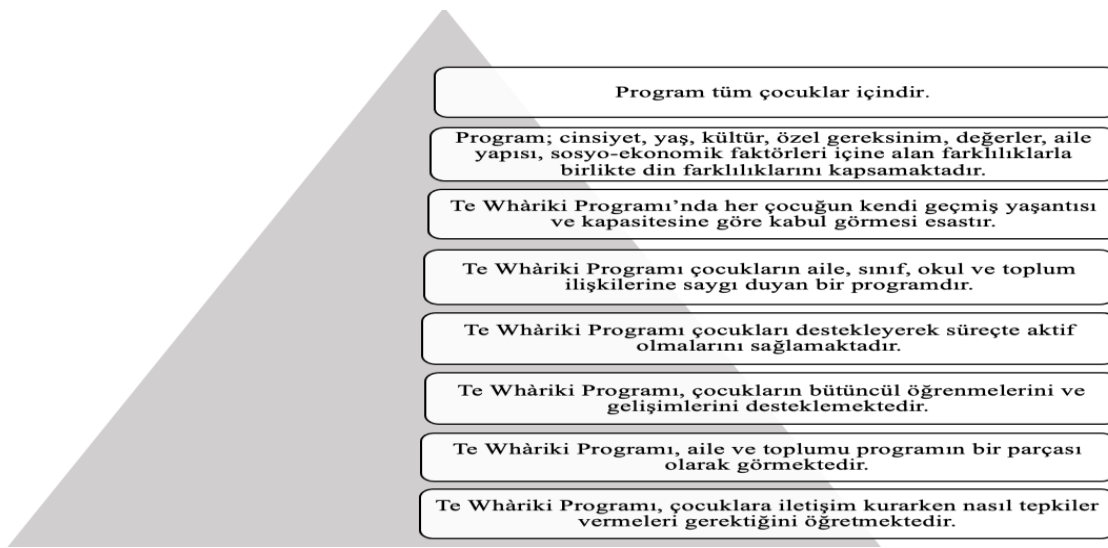 Program tüm çocuklar içindir.
Program; cinsiyet, yaş, kültür, özel gereksinim, değerler, aile
yapısı, sosyo-ekonomik faktörleri içine alan farklılıklarla
birlikte din farklılıklarını kapsamaktadır.
Te Whàriki Programı’nda her çocuğun kendi geçmiş yaşantısı
ve kapasitesine göre kabul görmesi esastır.
Te Whàriki Programı çocukların aile, sınıf, okul ve toplum
ilişkilerine saygı duyan bir programdır.
Te Whàriki Programı çocukları destekleyerek süreçte aktif
olmalarını sağlamaktadır.
Te Whàriki Programı, çocukların bütüncül öğrenmelerini ve
gelişimlerini desteklemektedir.
Te Whàriki Programı, aile ve toplumu programın bir parçası
olarak görmektedir.
Te Whàriki Programı, çocuklara iletişim kurarken nasıl tepkiler
vermeleri gerektiğini öğretmektedir.